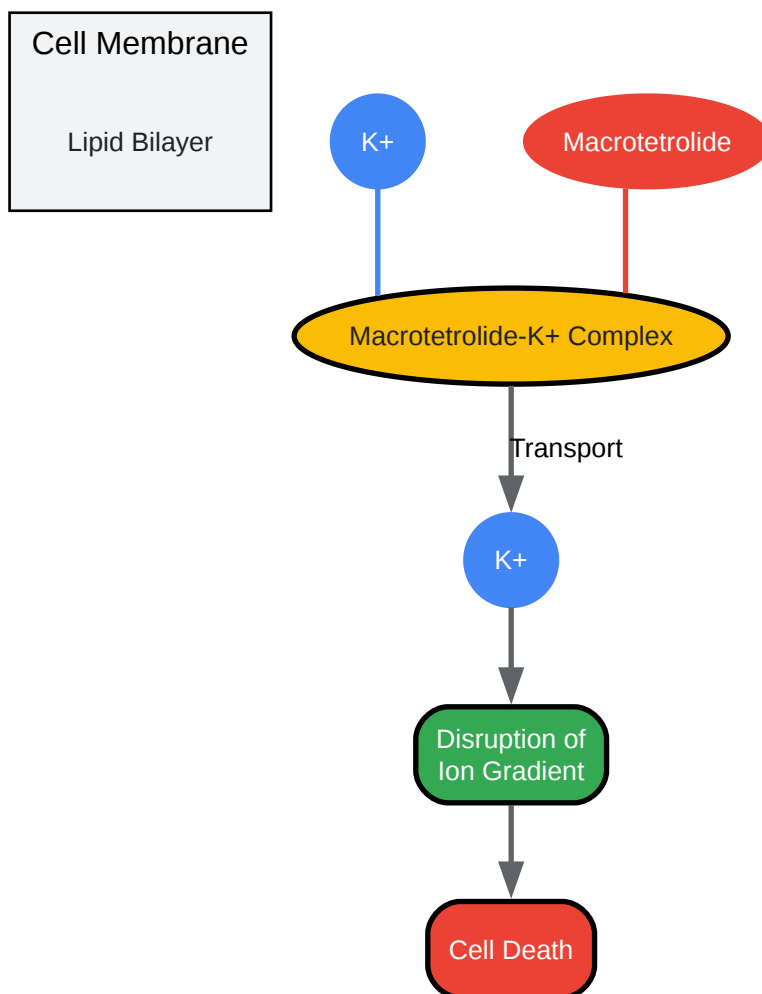 Cell Membrane
Lipid Bilayer
K+
Macrotetrolide
Macrotetrolide-K+ Complex
Transport
K+
Disruption of
Ion Gradient
Cell Death